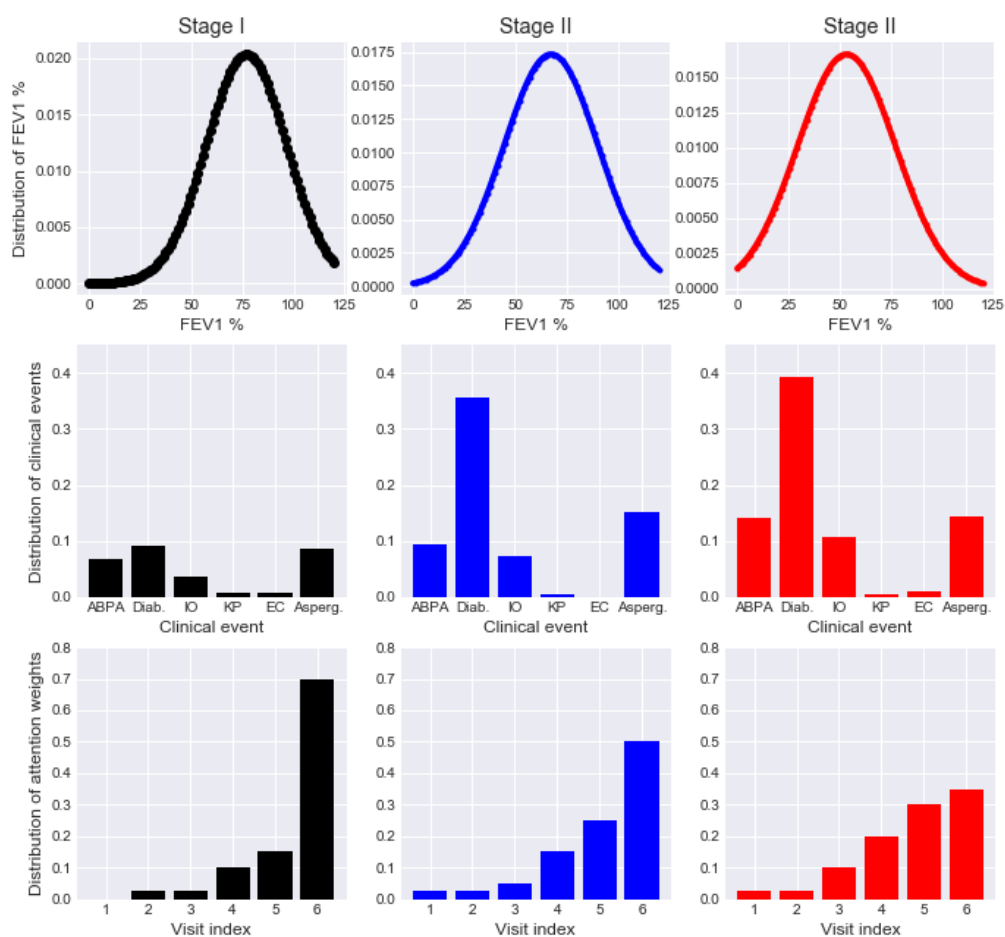 Stage I
Stage II
Stage II
Distribution of FEV1 %
0.020
0.015
0.010
0.005
0.000
0 25 50 75 100 125
FEV1 %
0.0175
0.0150
0.0125
0.0100
0.0075
0.0050
0.0025
0.0000
0 25 50 75 100 125
FEV1 %
0.0150
0.0125
0.0100
0.0075
0.0050
0.0025
0.0000
0 25 50 75 100 125
FEV1 %
Distribution of clinical events
0.4
0.3
0.2
0.1
0.0
ABPA Diab. IO KP EC Asperg.
Clinical event
0.4
0.3
0.2
0.1
0.0
ABPA Diab. IO KP EC Asperg.
Clinical event
0.4
0.3
0.2
0.1
0.0
ABPA Diab. IO KP EC Asperg.
Clinical event
Distribution of attention weights
0.8
0.7
0.6
0.5
0.4
0.3
0.2
0.1
0.0
1 2 3 4 5 6
Visit index
0.8
0.7
0.6
0.5
0.4
0.3
0.2
0.1
0.0
1 2 3 4 5 6
Visit index
0.8
0.7
0.6
0.5
0.4
0.3
0.2
0.1
0.0
1 2 3 4 5 6
Visit index